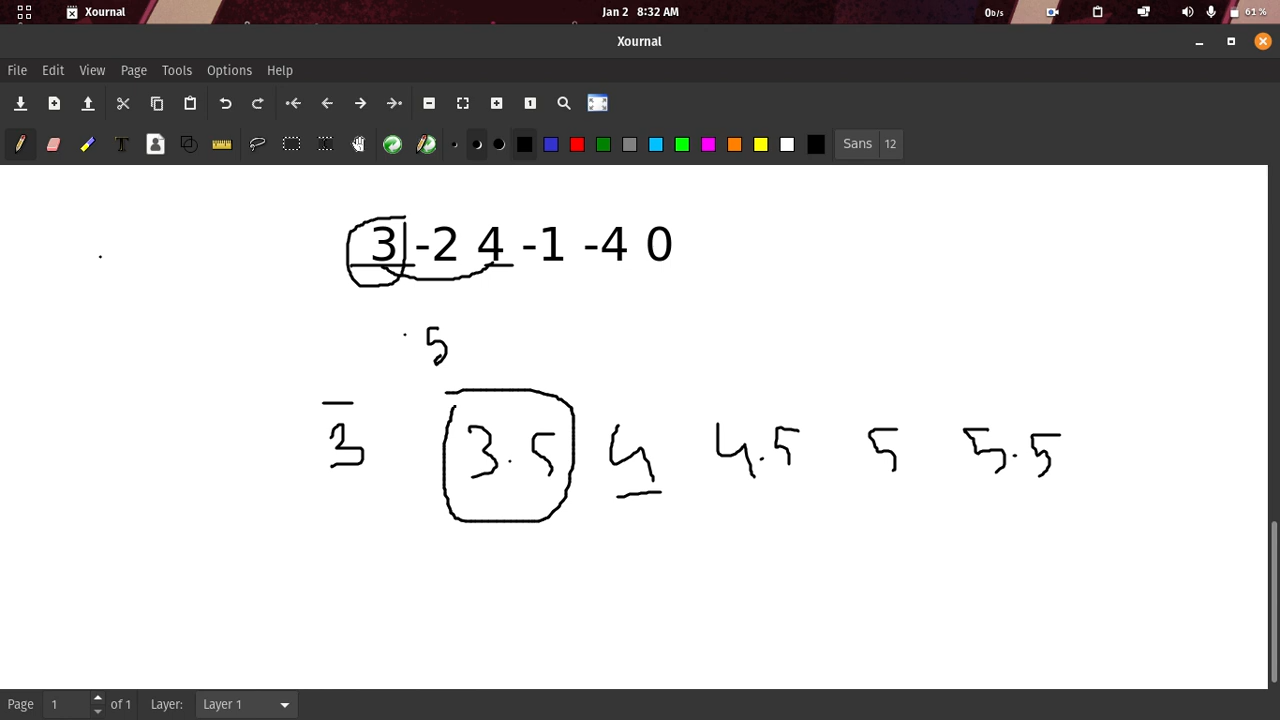 Xournal
Jan 2 8:32 AM
0B/s
61 %
Xournal
File Edit View Page Tools Options Help
Sans 12
3 -2 4 -1 -4 0
5
3 3.5 4 4.5 5 5.5
Page 1 of 1 Layer: Layer 1